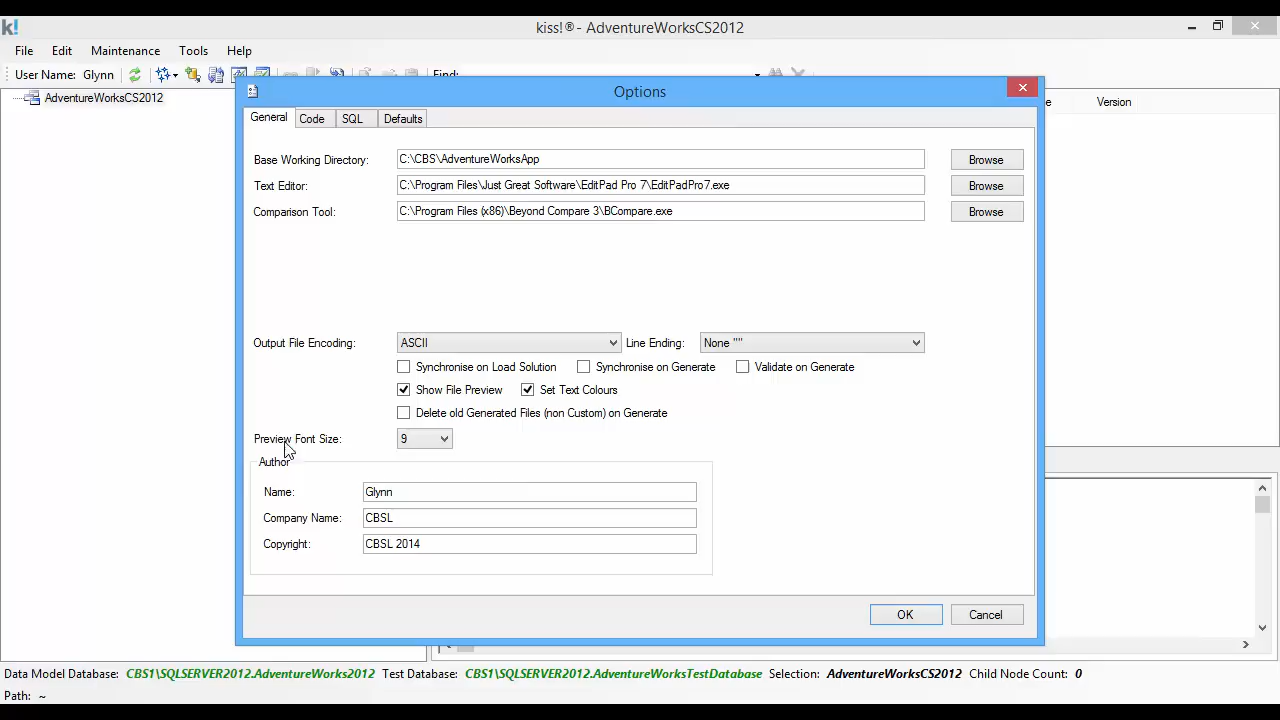 k!
kiss!® - AdventureWorksCS2012
File Edit Maintenance Tools Help
User Name: Glynn Find:
AdventureWorksCS2012
Version
Options
General Code SQL Defaults
Base Working Directory: C:\CBS\AdventureWorksApp Browse
Text Editor: C:\Program Files\Just Great Software\EditPad Pro 7\EditPadPro7.exe Browse
Comparison Tool: C:\Program Files (x86)\Beyond Compare 3\BCompare.exe Browse
Output File Encoding: ASCII Line Ending: None ""
Synchronise on Load Solution Synchronise on Generate Validate on Generate
Show File Preview Set Text Colours
Delete old Generated Files (non Custom) on Generate
Preview Font Size: 9
Author
Name: Glynn
Company Name: CBSL
Copyright: CBSL 2014
OK Cancel
Data Model Database: CBS1\SQLSERVER2012.AdventureWorks2012 Test Database: CBS1\SQLSERVER2012.AdventureWorksTestDatabase Selection: AdventureWorksCS2012 Child Node Count: 0
Path: ~